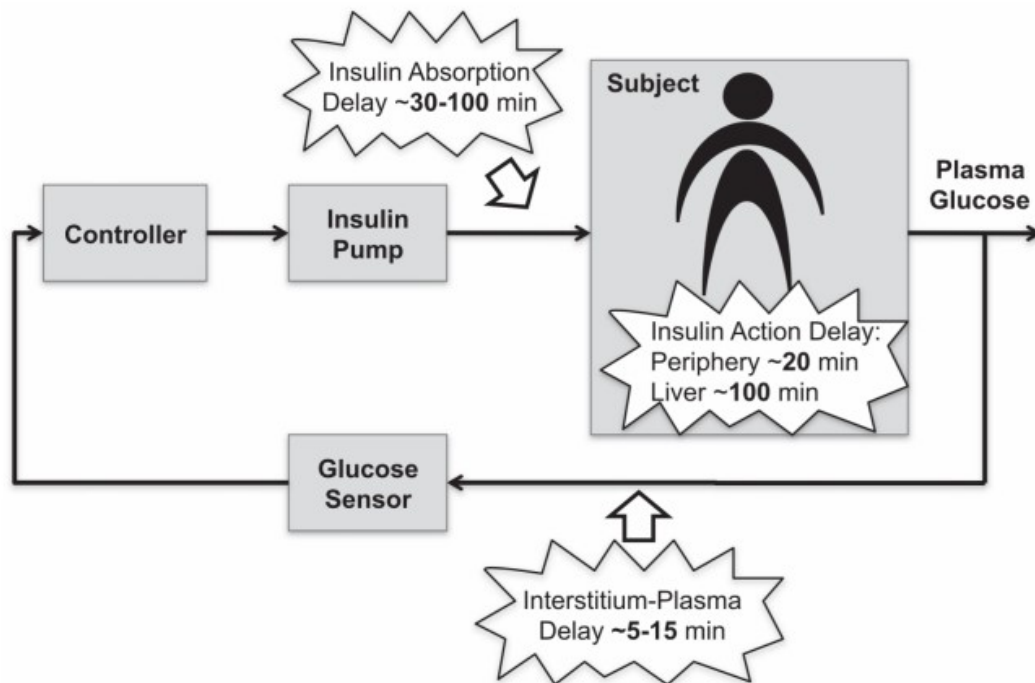 Insulin Absorption
Delay ~30-100 min
Subject
Plasma
Glucose
Controller
Insulin
Pump
Insulin Action Delay:
Periphery ~20 min
Liver ~100 min
Glucose
Sensor
Interstitium-Plasma
Delay ~5-15 min